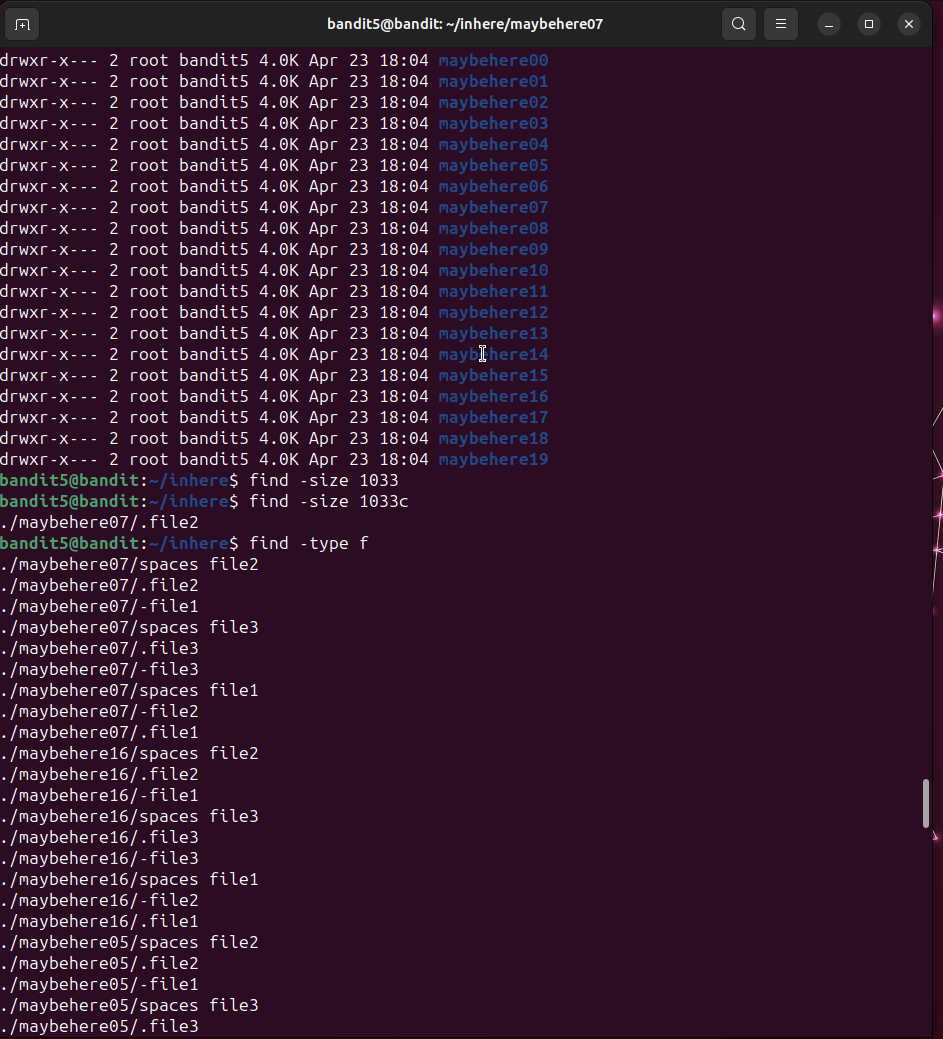 bandit5@bandit: ~/inhere/maybehere07
drwxr-x--- 2 root bandit5 4.0K Apr 23 18:04 maybehere00
drwxr-x--- 2 root bandit5 4.0K Apr 23 18:04 maybehere01
drwxr-x--- 2 root bandit5 4.0K Apr 23 18:04 maybehere02
drwxr-x--- 2 root bandit5 4.0K Apr 23 18:04 maybehere03
drwxr-x--- 2 root bandit5 4.0K Apr 23 18:04 maybehere04
drwxr-x--- 2 root bandit5 4.0K Apr 23 18:04 maybehere05
drwxr-x--- 2 root bandit5 4.0K Apr 23 18:04 maybehere06
drwxr-x--- 2 root bandit5 4.0K Apr 23 18:04 maybehere07
drwxr-x--- 2 root bandit5 4.0K Apr 23 18:04 maybehere08
drwxr-x--- 2 root bandit5 4.0K Apr 23 18:04 maybehere09
drwxr-x--- 2 root bandit5 4.0K Apr 23 18:04 maybehere10
drwxr-x--- 2 root bandit5 4.0K Apr 23 18:04 maybehere11
drwxr-x--- 2 root bandit5 4.0K Apr 23 18:04 maybehere12
drwxr-x--- 2 root bandit5 4.0K Apr 23 18:04 maybehere13
drwxr-x--- 2 root bandit5 4.0K Apr 23 18:04 maybehere14
drwxr-x--- 2 root bandit5 4.0K Apr 23 18:04 maybehere15
drwxr-x--- 2 root bandit5 4.0K Apr 23 18:04 maybehere16
drwxr-x--- 2 root bandit5 4.0K Apr 23 18:04 maybehere17
drwxr-x--- 2 root bandit5 4.0K Apr 23 18:04 maybehere18
drwxr-x--- 2 root bandit5 4.0K Apr 23 18:04 maybehere19
bandit5@bandit:~/inhere$ find -size 1033
bandit5@bandit:~/inhere$ find -size 1033c
./maybehere07/.file2
bandit5@bandit:~/inhere$ find -type f
./maybehere07/spaces file2
./maybehere07/.file2
./maybehere07/-file1
./maybehere07/spaces file3
./maybehere07/.file3
./maybehere07/-file3
./maybehere07/spaces file1
./maybehere07/-file2
./maybehere07/.file1
./maybehere16/spaces file2
./maybehere16/.file2
./maybehere16/-file1
./maybehere16/spaces file3
./maybehere16/.file3
./maybehere16/-file3
./maybehere16/spaces file1
./maybehere16/-file2
./maybehere16/.file1
./maybehere05/spaces file2
./maybehere05/.file2
./maybehere05/-file1
./maybehere05/spaces file3
./maybehere05/.file3